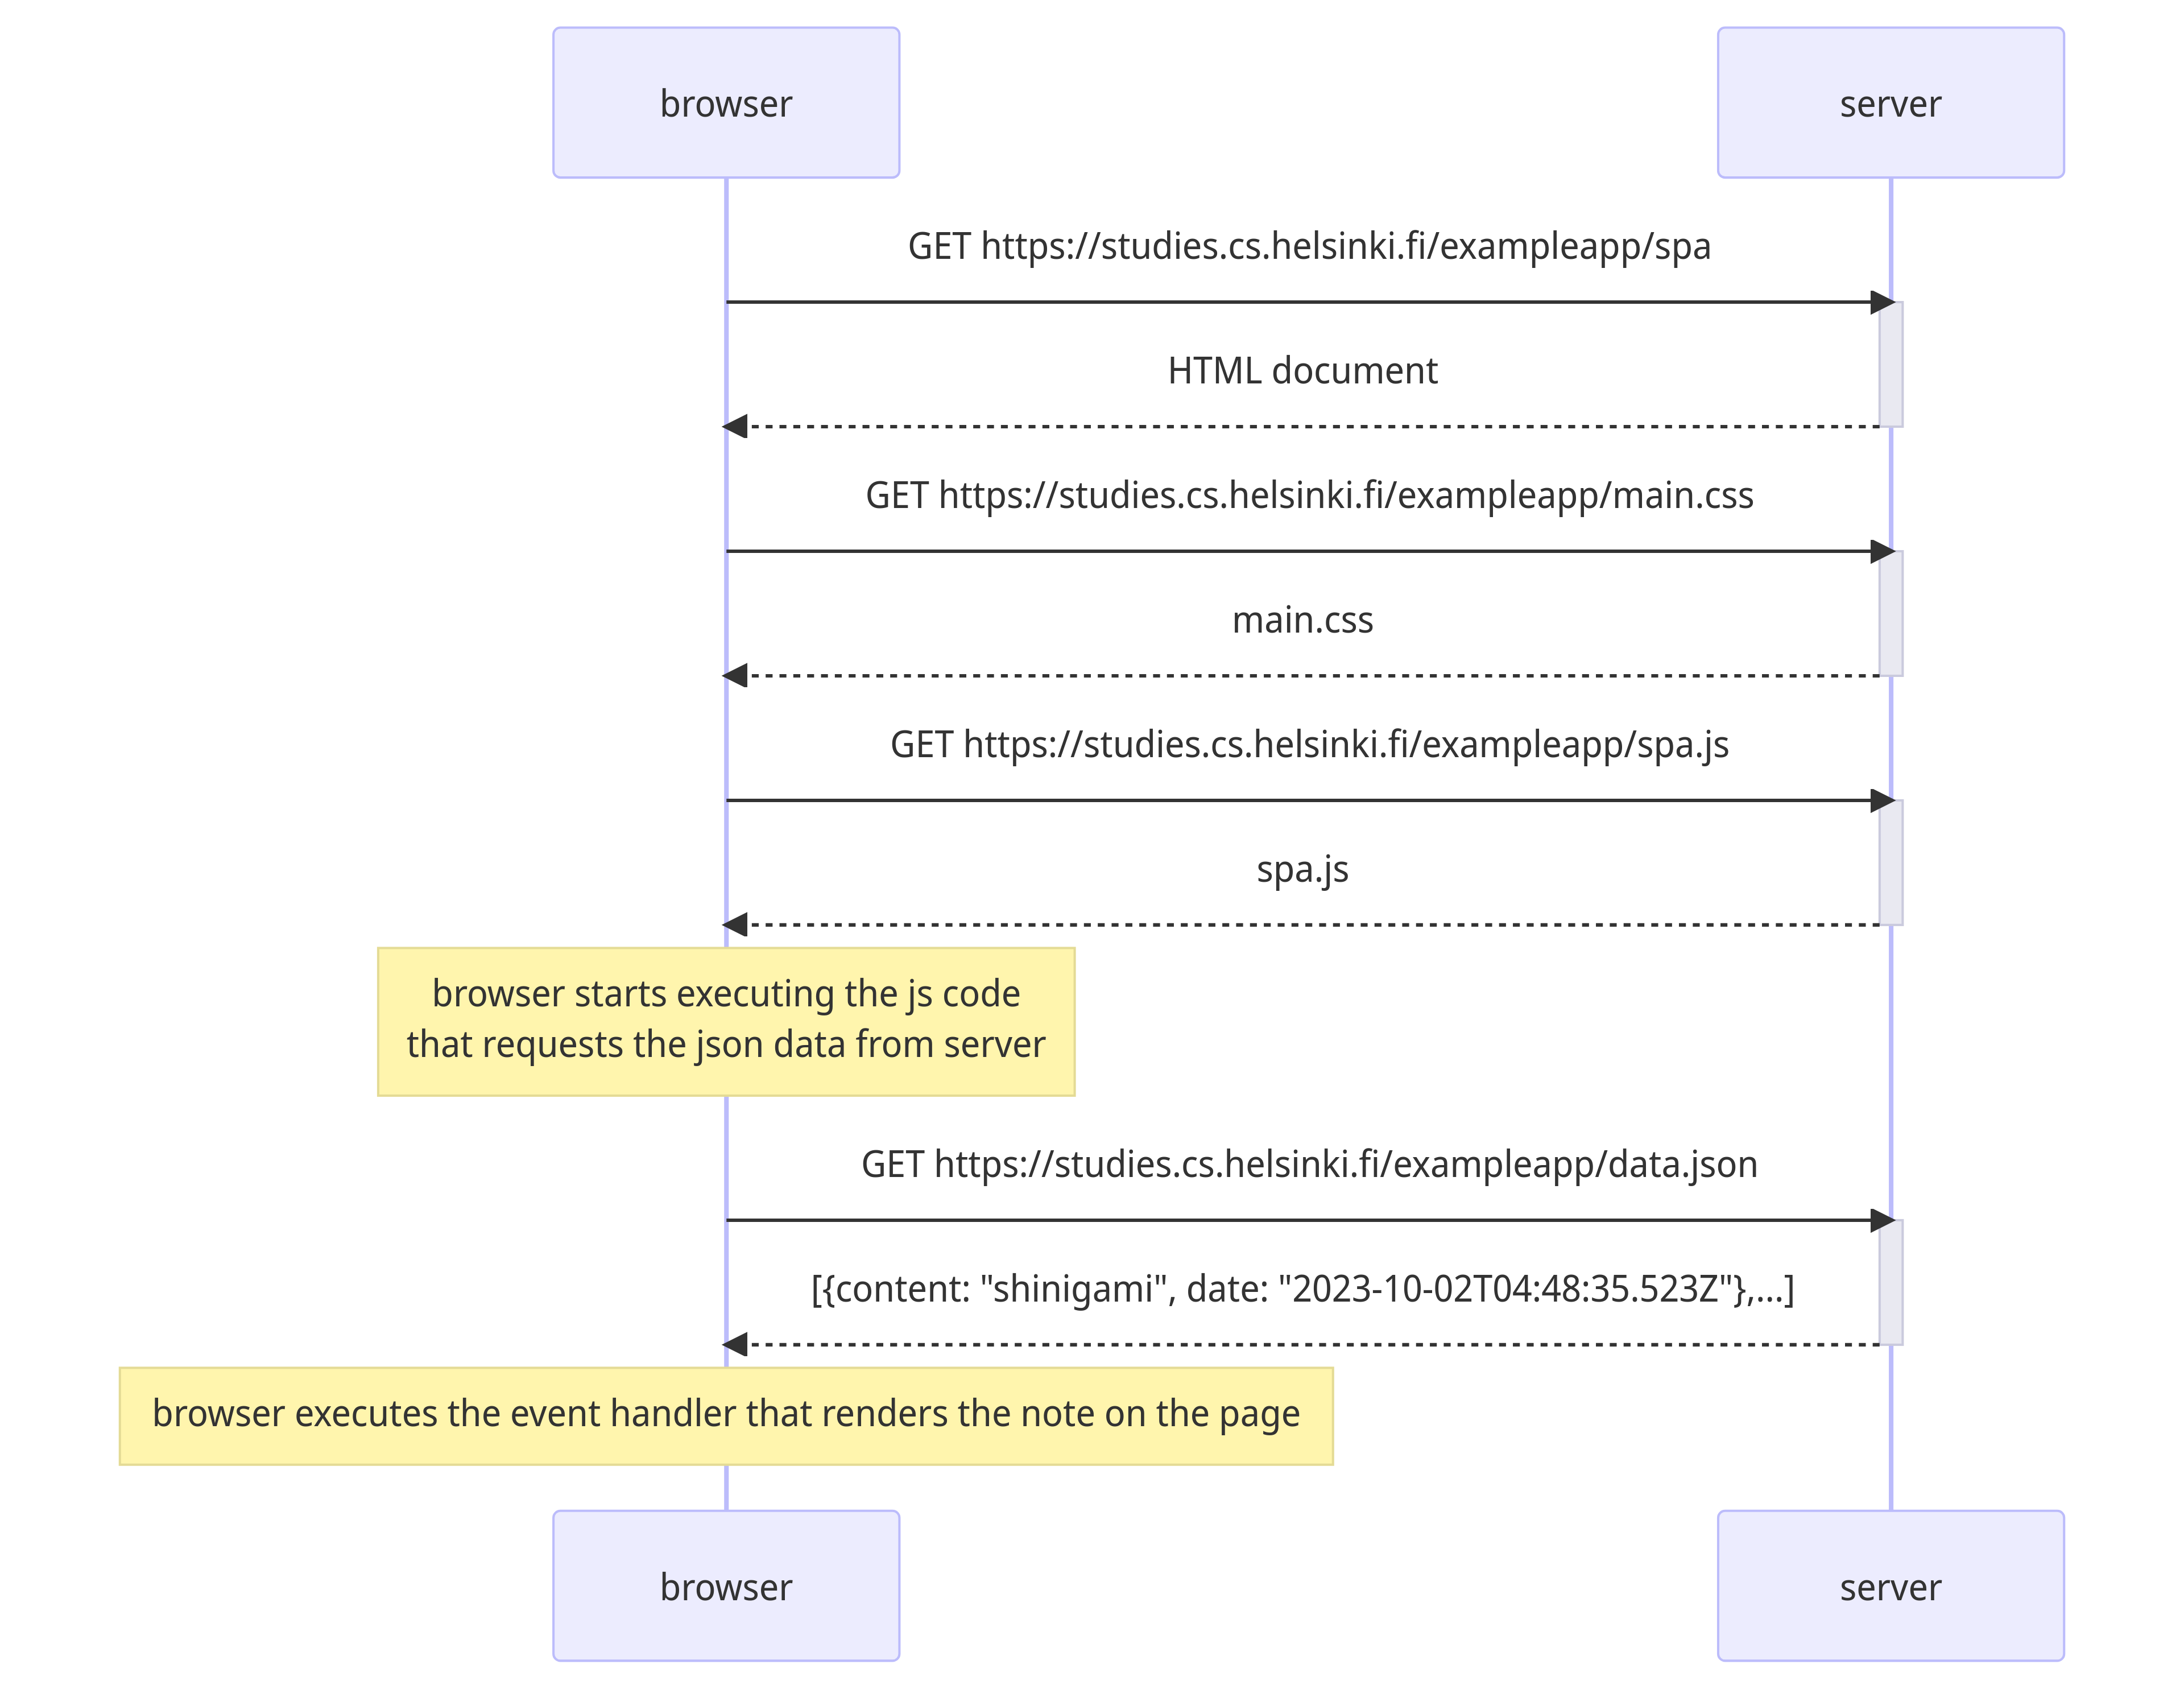 browser
server
GET https://studies.cs.helsinki.fi/exampleapp/spa
HTML document
GET https://studies.cs.helsinki.fi/exampleapp/main.css
main.css
GET https://studies.cs.helsinki.fi/exampleapp/spa.js
spa.js
browser starts executing the js code
that requests the json data from server
GET https://studies.cs.helsinki.fi/exampleapp/data.json
[{content: "shinigami", date: "2023-10-02T04:48:35.523Z"},...]
browser executes the event handler that renders the note on the page
browser
server